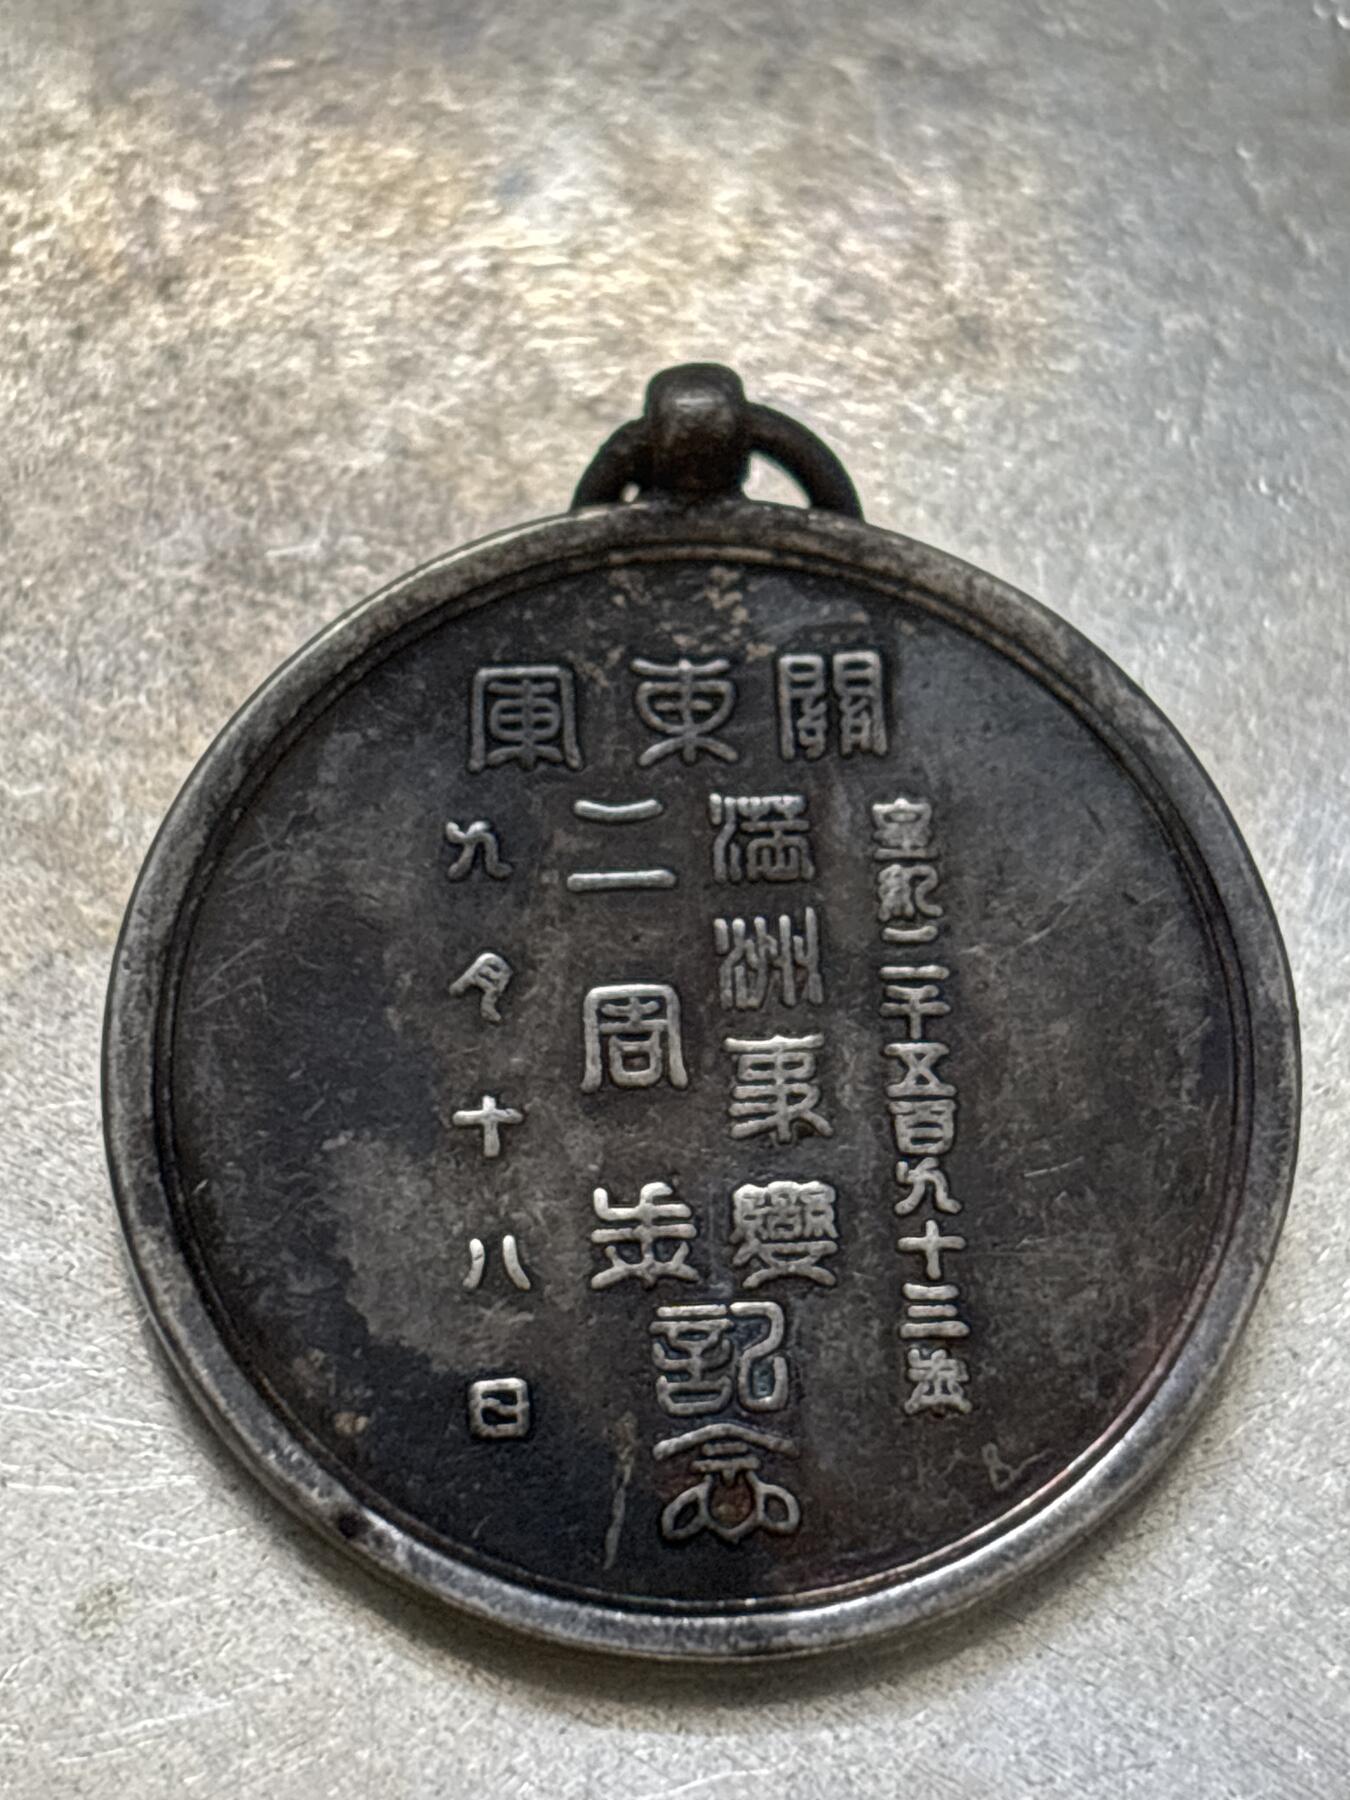 關東軍
皇紀二千五百九十三年
滿洲事變
二周年
記念
九月十八日